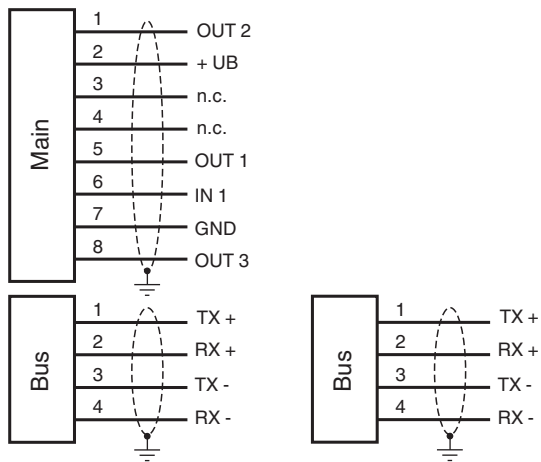 Main
1 OUT 2
2 + UB
3 n.c.
4 n.c.
5 OUT 1
6 IN 1
7 GND
8 OUT 3
Bus
1 TX +
2 RX +
3 TX -
4 RX -
Bus
1 TX +
2 RX +
3 TX -
4 RX -